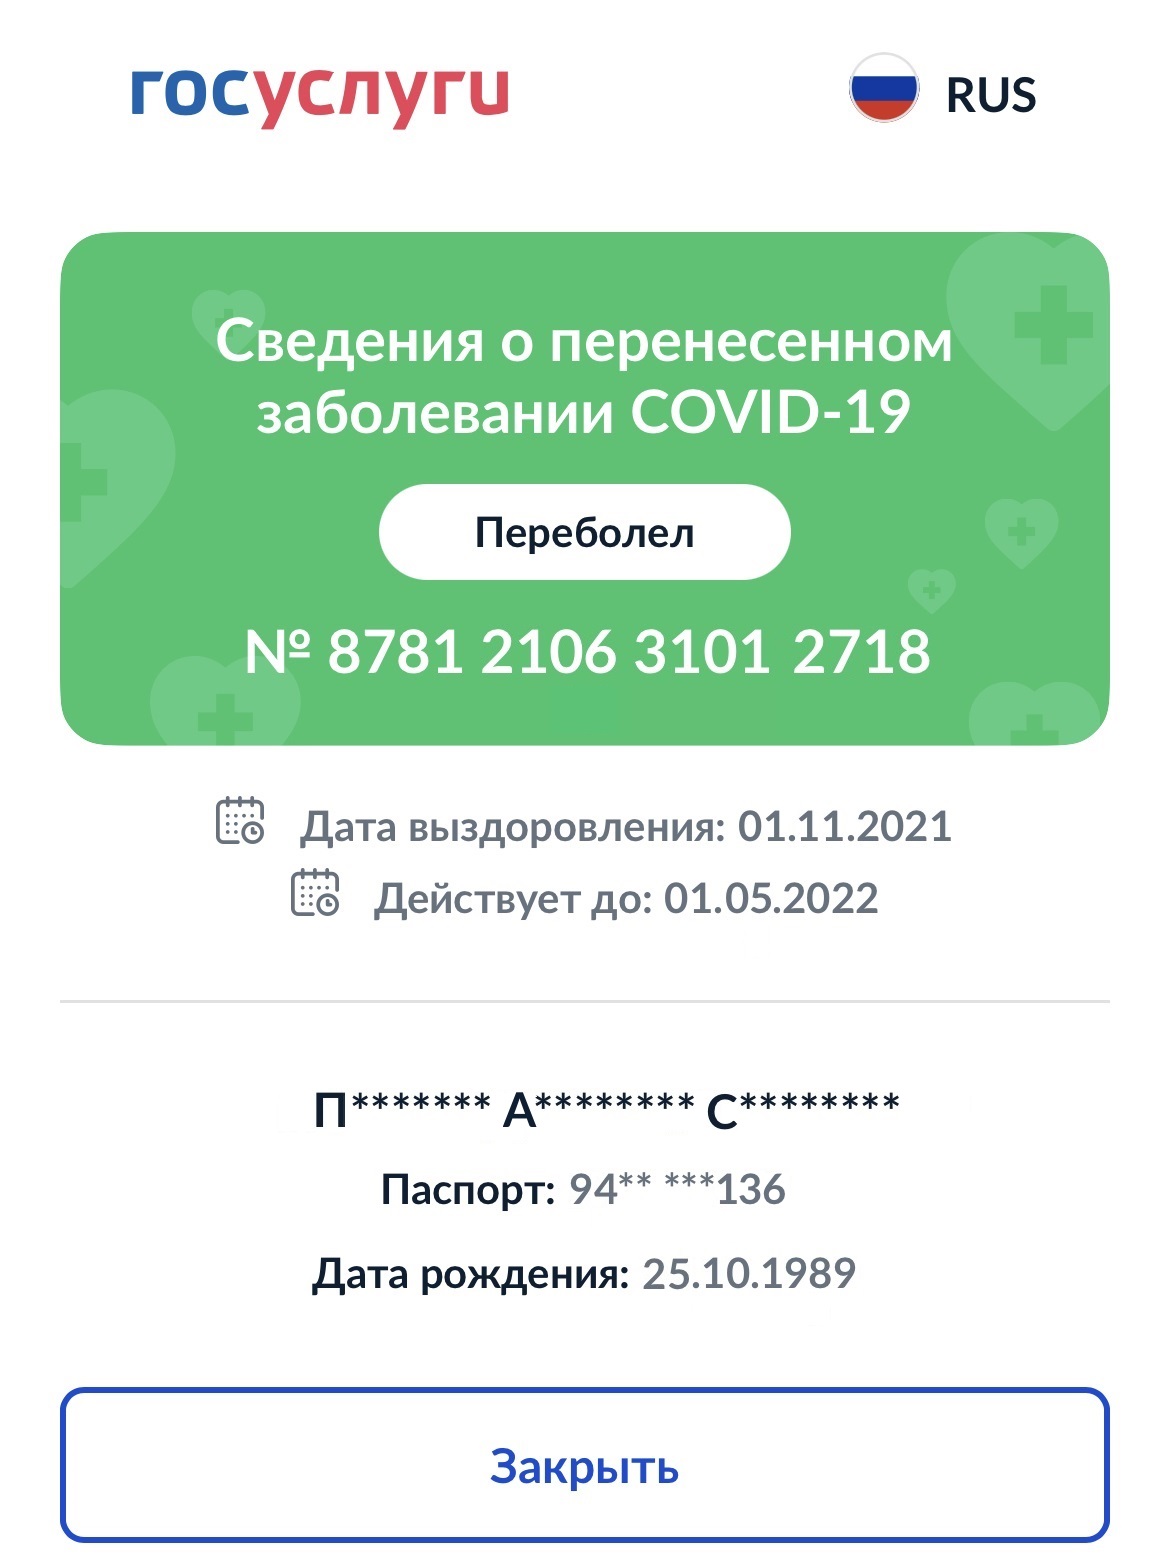 госуслуги RUS
Сведения о перенесенном
заболевании COVID-19
Переболел
№ 8781 2106 3101 2718
Дата выздоровления: 01.11.2021
Действует до: 01.05.2022
П******* А******** С********
Паспорт: 94** ***136
Дата рождения: 25.10.1989
Закрыть